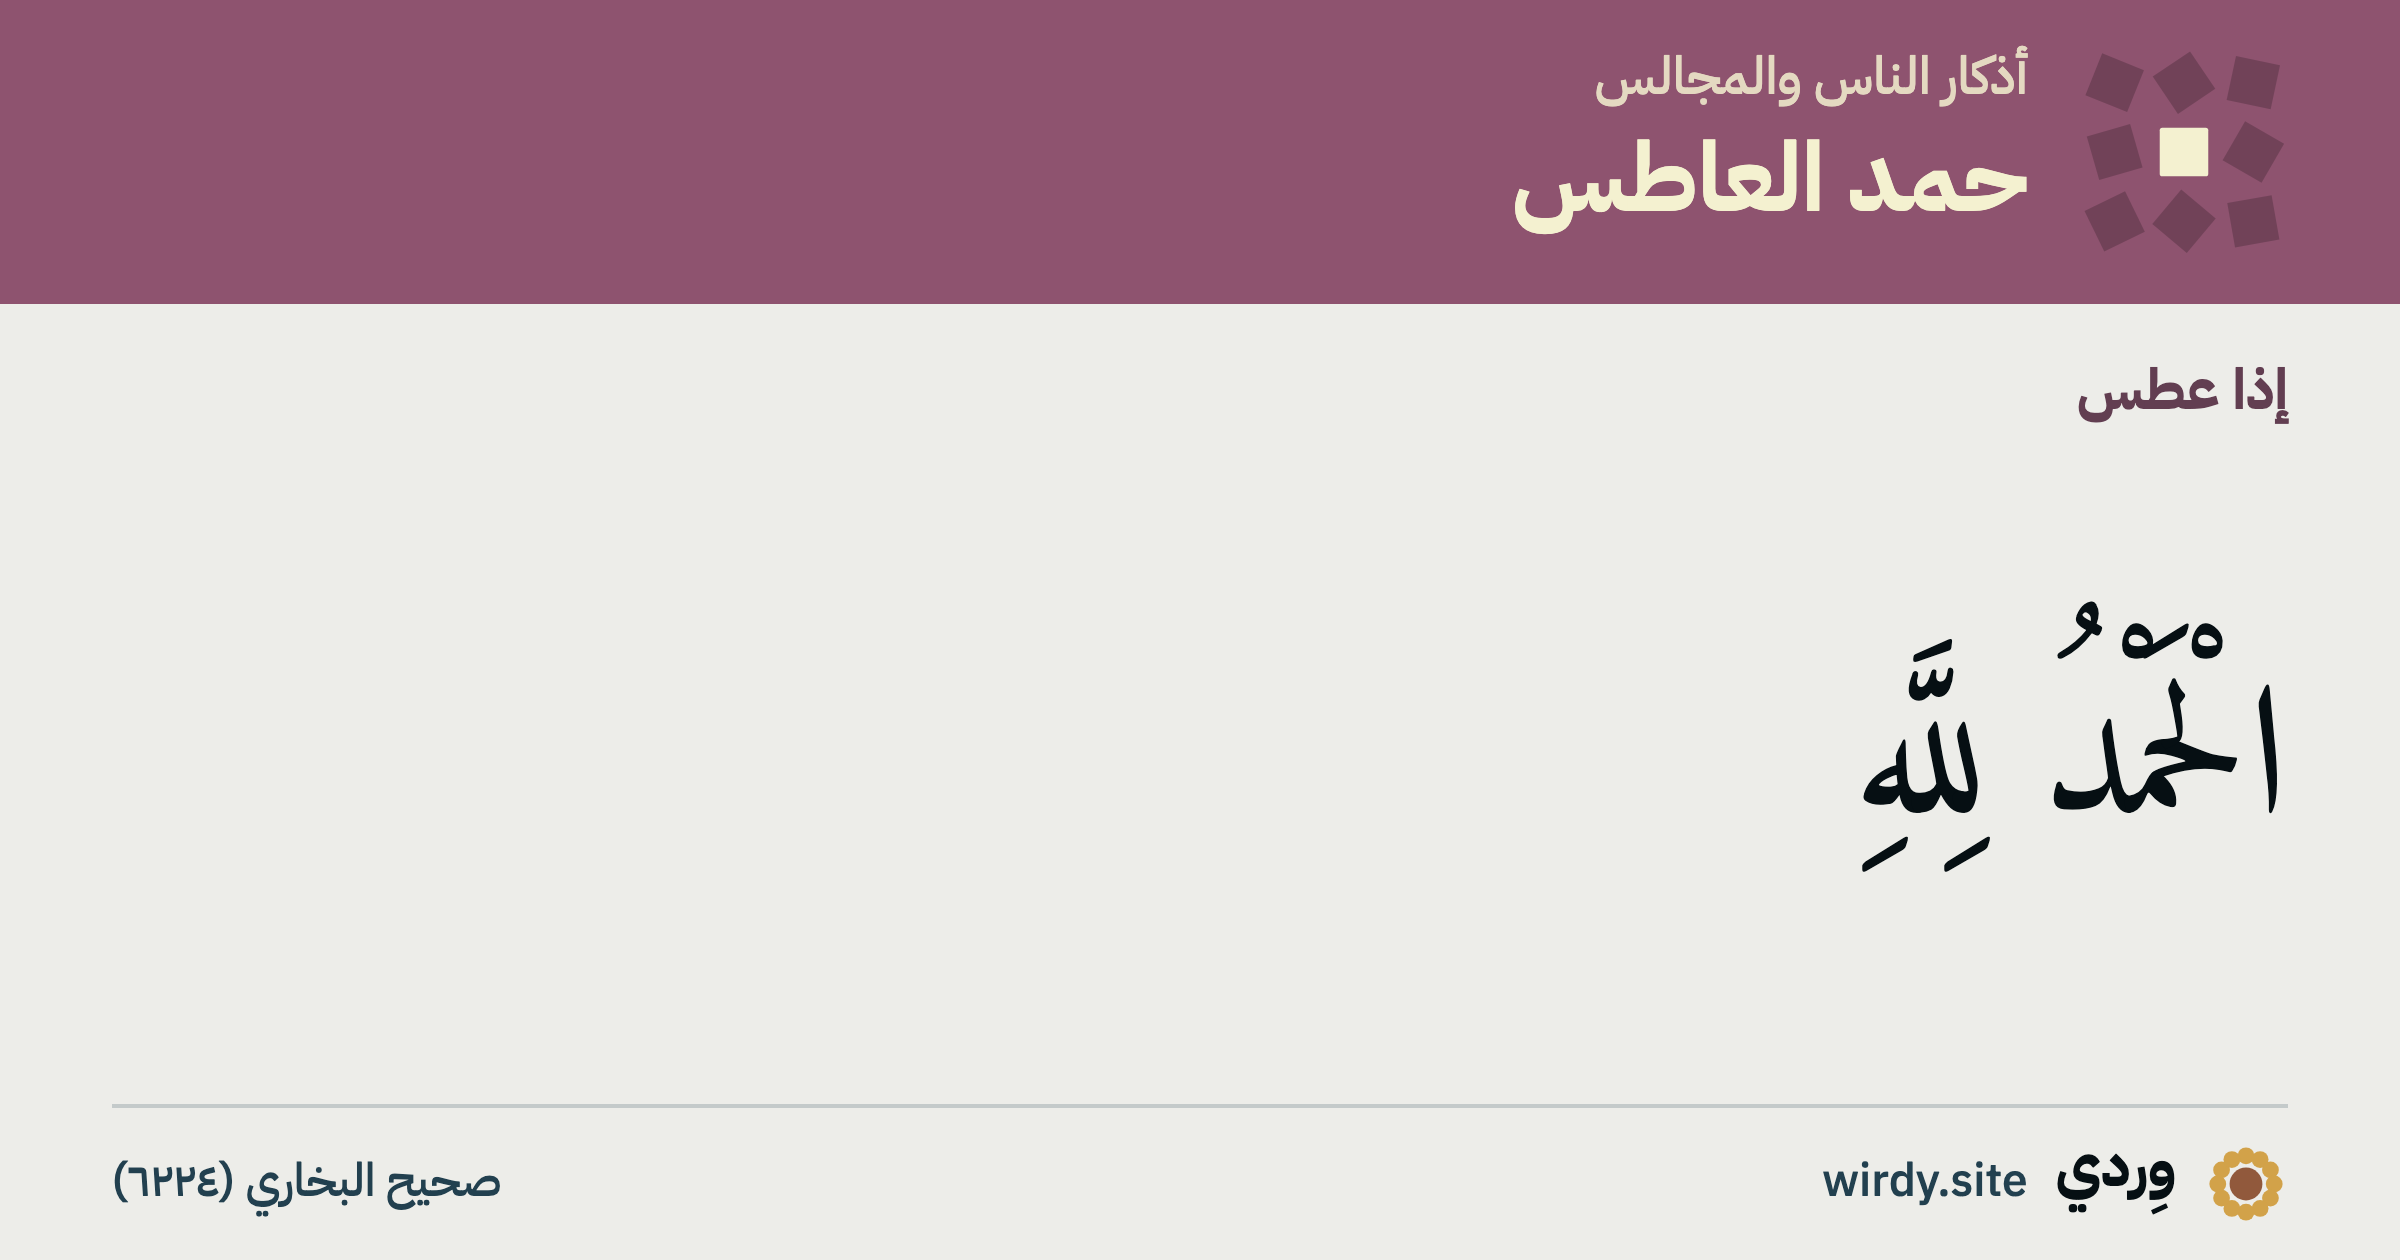 أذكار الناس والمجالس
حمد العاطس
إذا عطس
الْحَمْدُ لِلَّهِ
وِردي wirdy.site
صحيح البخاري (٦٢٢٤)